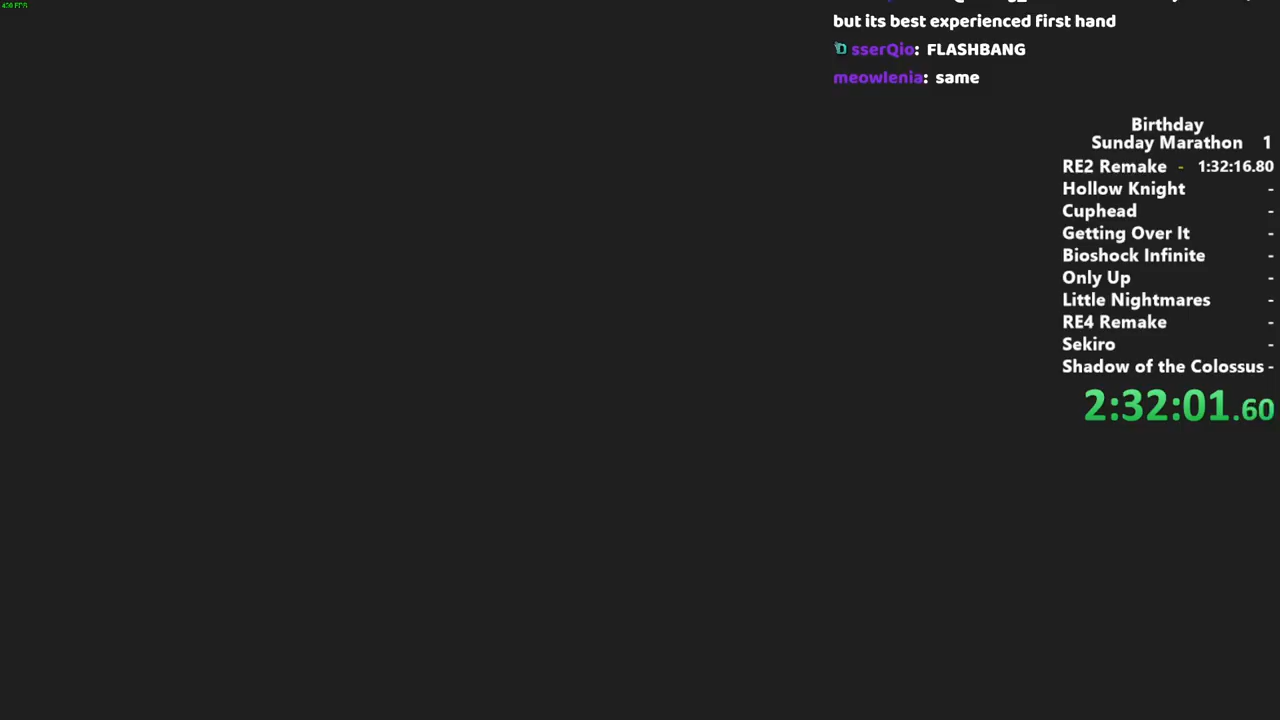 430 FPS
but its best experienced first hand
sserQio: FLASHBANG
meowlenia: same
Birthday
Sunday Marathon 1
RE2 Remake - 1:32:16.80
Hollow Knight -
Cuphead -
Getting Over It -
Bioshock Infinite -
Only Up -
Little Nightmares -
RE4 Remake -
Sekiro -
Shadow of the Colossus -
2:32:01.60